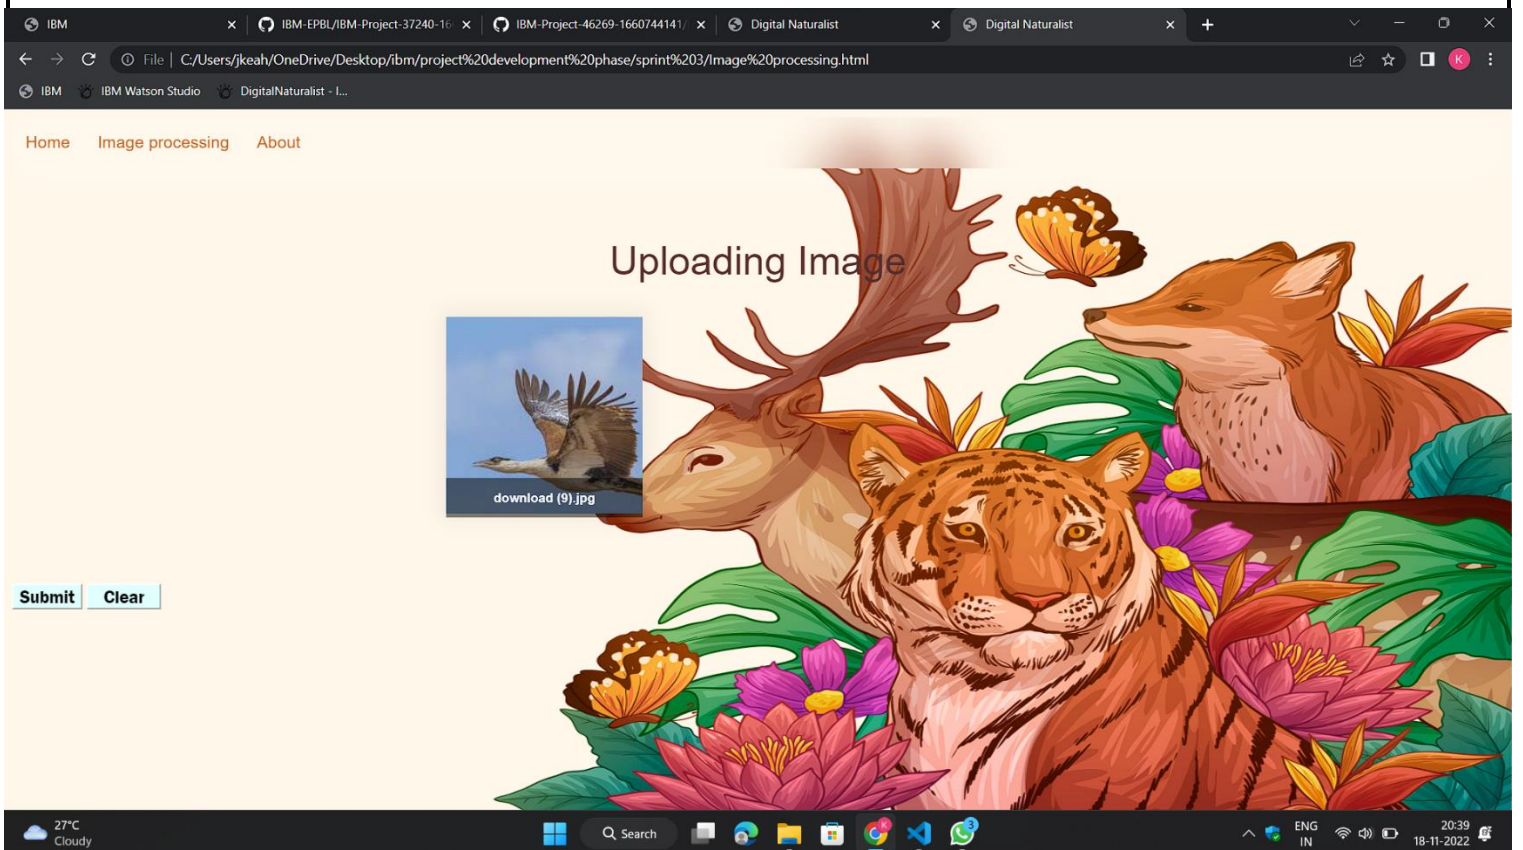 IBM
IBM-EPBL/IBM-Project-37240-16
IBM-Project-46269-1660744141/
Digital Naturalist
Digital Naturalist
File
C:/Users/jkeah/OneDrive/Desktop/ibm/project%20development%20phase/sprint%203/Image%20processing.html
K
IBM
IBM Watson Studio
DigitalNaturalist - I...
Home
Image processing
About
Uploading Image
download (9).jpg
Submit
Clear
27°C
Cloudy
Search
K
3
ENG
IN
20:39
18-11-2022